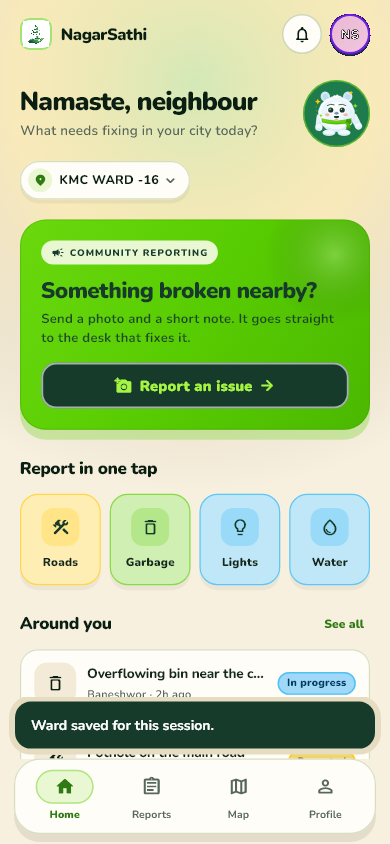 NagarSathi
NS
Namaste, neighbour
What needs fixing in your city today?
KMC WARD -16
COMMUNITY REPORTING
Something broken nearby?
Send a photo and a short note. It goes straight
to the desk that fixes it.
Report an issue
Report in one tap
Roads
Garbage
Lights
Water
Around you
See all
Overflowing bin near the c...
In progress
Baneshwor · 2h ago
Ward saved for this session.
Pothole on the main road
Home
Reports
Map
Profile